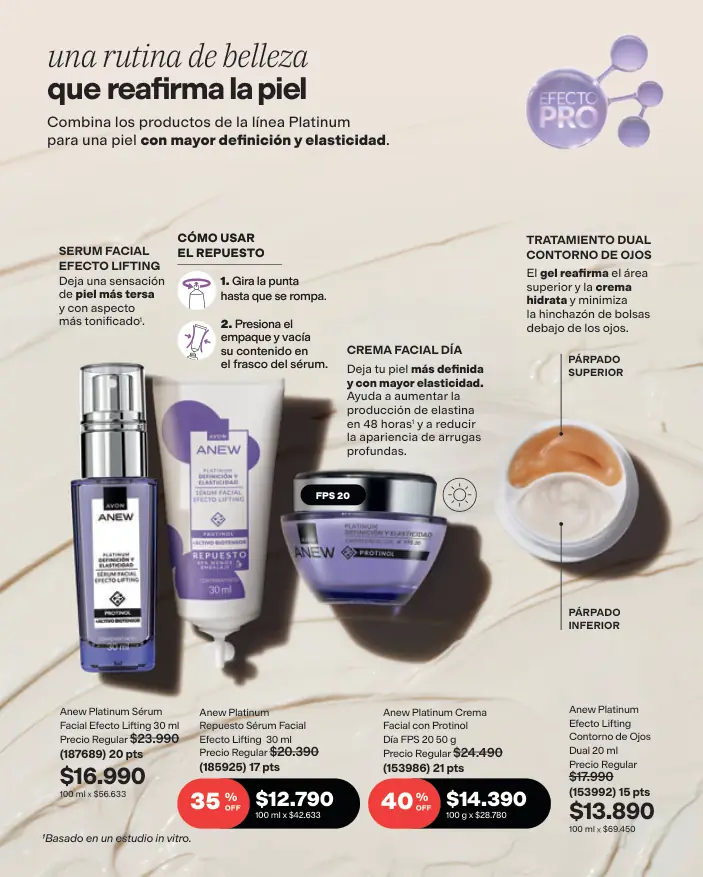 una rutina de belleza
que reafirma la piel
Combina los productos de la línea Platinum
para una piel con mayor definición y elasticidad.
EFECTO
PRO
SERUM FACIAL
EFECTO LIFTING
Deja una sensación
de piel más tersa
y con aspecto
más tonificado¹.
CÓMO USAR
EL REPUESTO
1. Gira la punta
hasta que se rompa.
2. Presiona el
empaque y vacía
su contenido en
el frasco del sérum.
CREMA FACIAL DÍA
Deja tu piel más definida
y con mayor elasticidad.
Ayuda a aumentar la
producción de elastina
en 48 horas¹ y a reducir
la apariencia de arrugas
profundas.
TRATAMIENTO DUAL
CONTORNO DE OJOS
El gel reafirma el área
superior y la crema
hidrata y minimiza
la hinchazón de bolsas
debajo de los ojos.
PÁRPADO
SUPERIOR
PÁRPADO
INFERIOR
AVON
ANEW
PLATINUM
DEFINICIÓN Y
ELASTICIDAD
SÉRUM FACIAL
EFECTO LIFTING
PROTINOL
+ACTIVO BIOTENSOR
30 ml
AVON
ANEW
PLATINUM
DEFINICIÓN Y
ELASTICIDAD
SÉRUM FACIAL
EFECTO LIFTING
PROTINOL
+ACTIVO BIOTENSOR
REPUESTO
30 ml
FPS 20
ANEW
PLATINUM
DEFINICIÓN Y ELASTICIDAD
PROTINOL
Anew Platinum Sérum
Facial Efecto Lifting 30 ml
Precio Regular $23.990
(187689) 20 pts
$16.990
100 ml x $56.633
Anew Platinum
Repuesto Sérum Facial
Efecto Lifting 30 ml
Precio Regular $20.390
(185925) 17 pts
35% OFF
$12.790
100 ml x $42.633
Anew Platinum Crema
Facial con Protinol
Día FPS 20 50 g
Precio Regular $24.490
(153986) 21 pts
40% OFF
$14.390
100 g x $28.780
Anew Platinum
Efecto Lifting
Contorno de Ojos
Dual 20 ml
Precio Regular
$17.990
(153992) 15 pts
$13.890
100 ml x $69.450
¹Basado en un estudio in vitro.